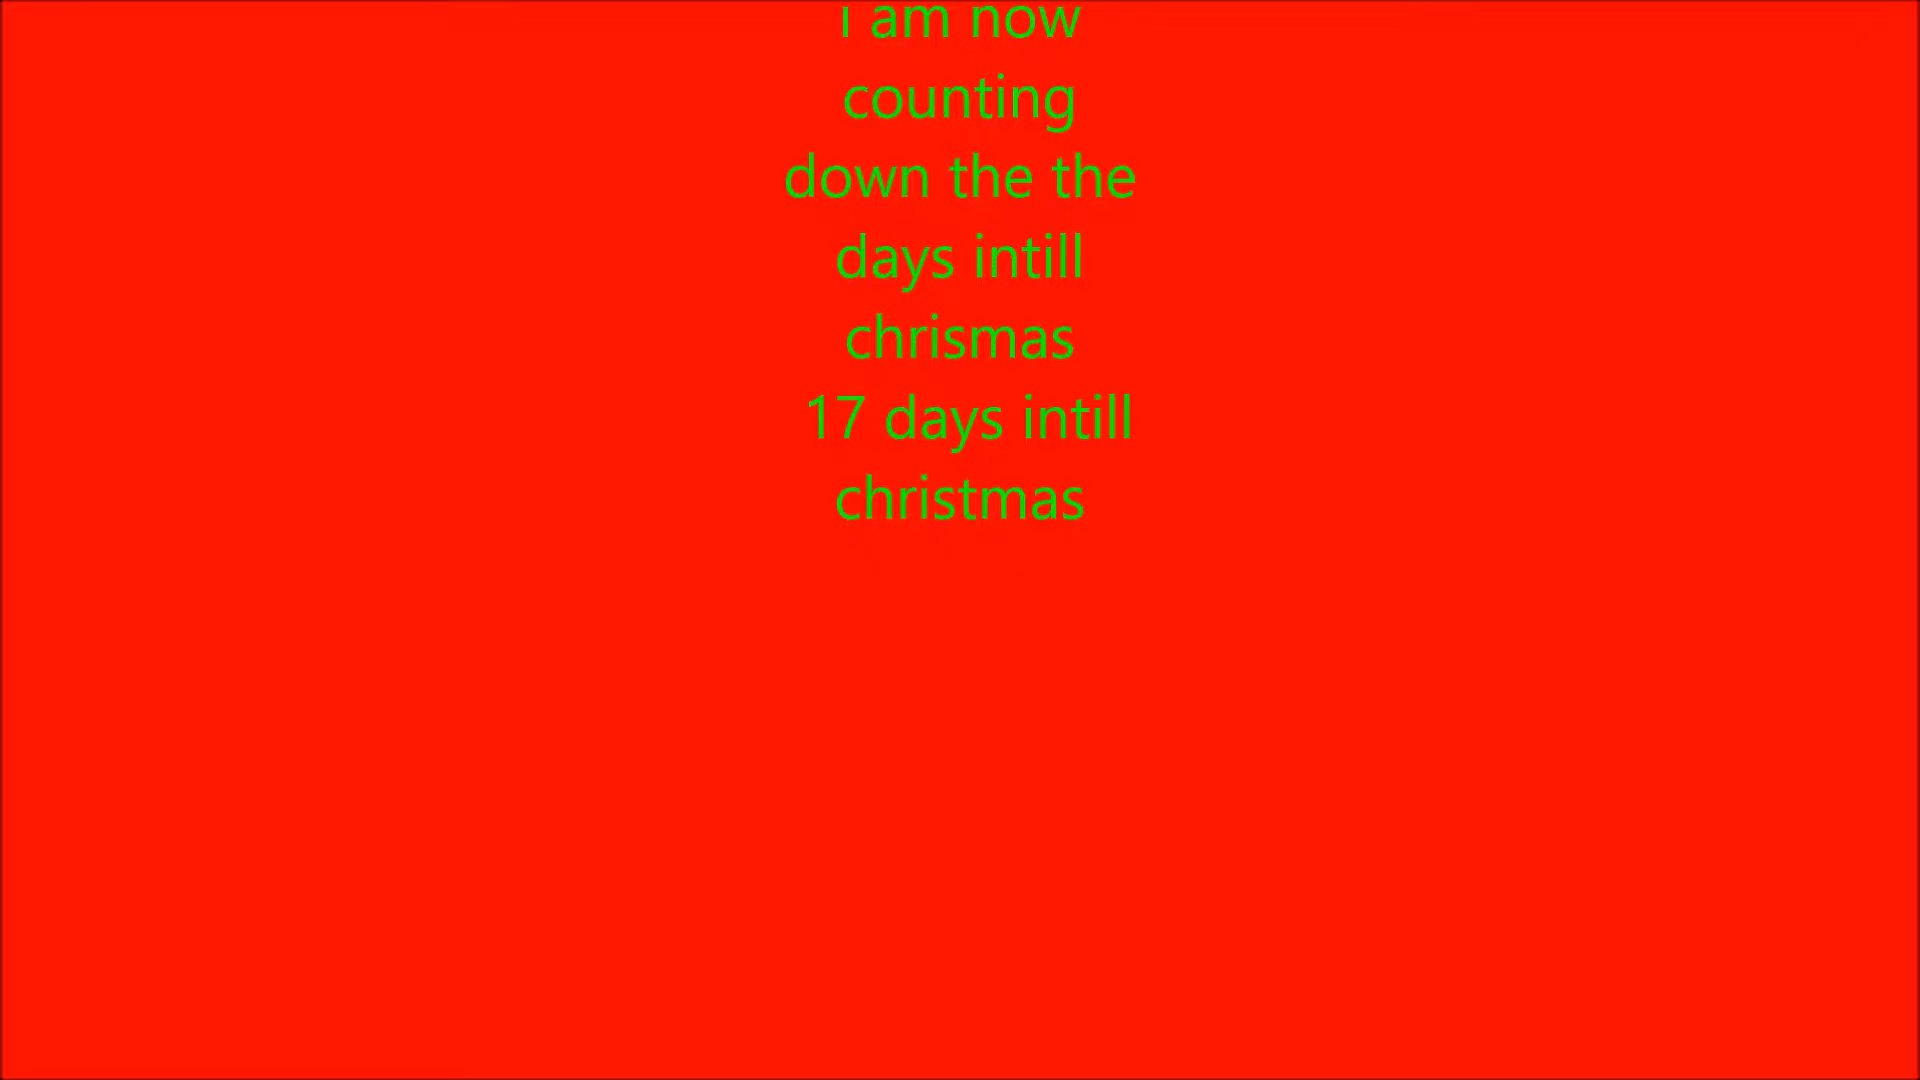 i am now
counting
down the the
days intill
chrismas
17 days intill
christmas